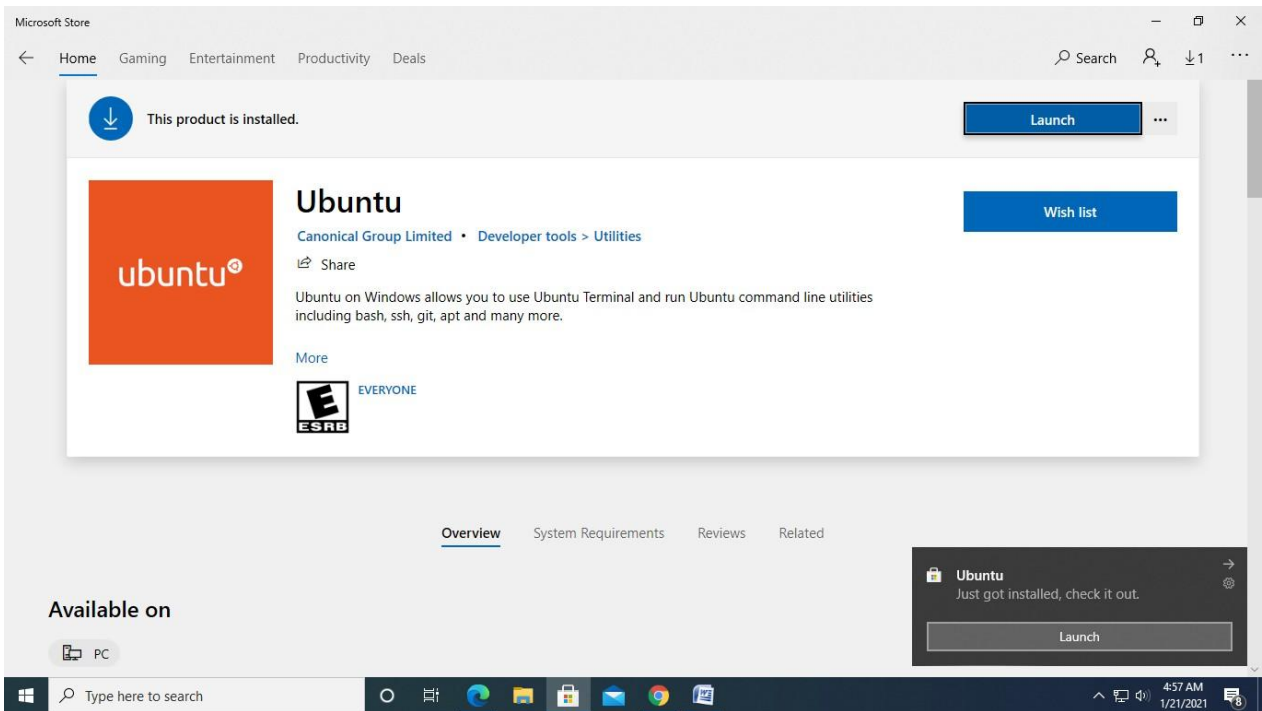 Microsoft Store
Home Gaming Entertainment Productivity Deals Search 1
This product is installed. Launch
Ubuntu
Wish list
Canonical Group Limited • Developer tools > Utilities
ubuntu
Share
Ubuntu on Windows allows you to use Ubuntu Terminal and run Ubuntu command line utilities
including bash, ssh, git, apt and many more.
More
E
EVERYONE
ESRB
Overview System Requirements Reviews Related
Ubuntu
Just got installed, check it out.
Launch
Available on
PC
Type here to search
4:57 AM
1/21/2021
8